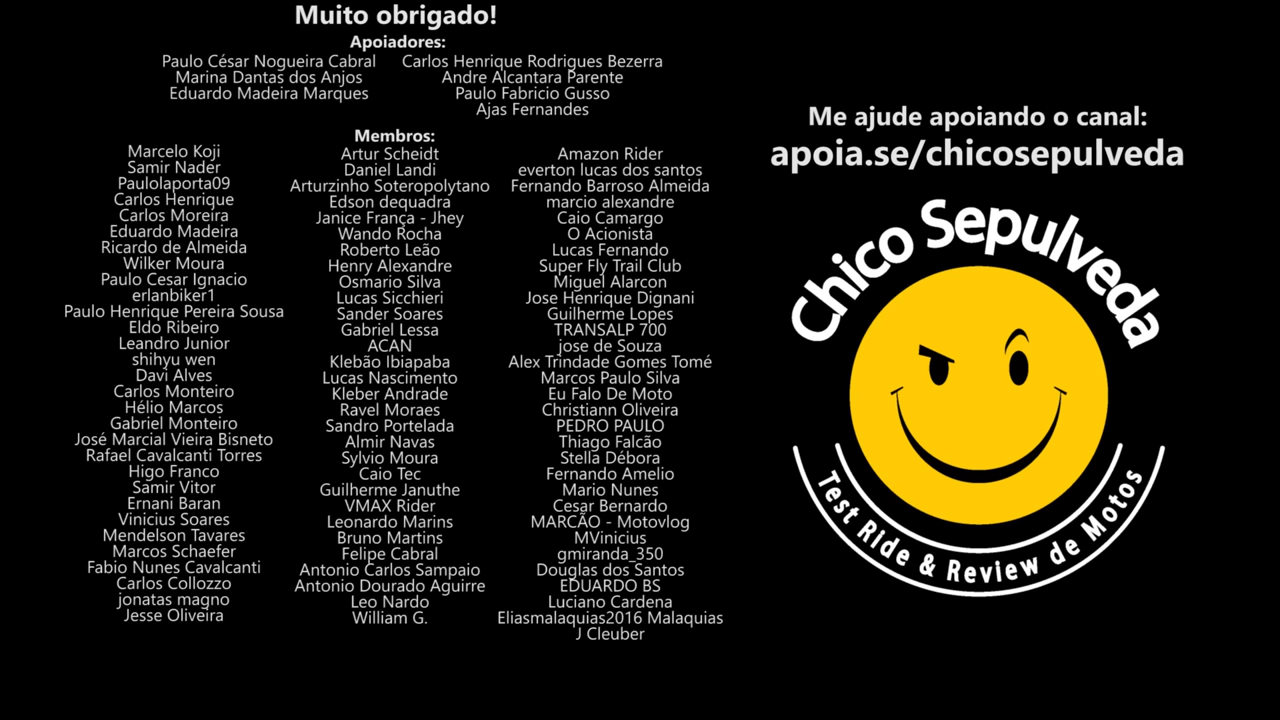 Muito obrigado!
Apoiadores:
Paulo César Nogueira Cabral
Marina Dantas dos Anjos
Eduardo Madeira Marques
Carlos Henrique Rodrigues Bezerra
Andre Alcantara Parente
Paulo Fabricio Gusso
Ajas Fernandes
Membros:
Marcelo Koji
Samir Nader
Paulolaporta09
Carlos Henrique
Carlos Moreira
Eduardo Madeira
Ricardo de Almeida
Wilker Moura
Paulo Cesar Ignacio
erlanbiker1
Paulo Henrique Pereira Sousa
Eldo Ribeiro
Leandro Junior
shihyu wen
Davi Alves
Carlos Monteiro
Hélio Marcos
Gabriel Monteiro
José Marcial Vieira Bisneto
Rafael Cavalcanti Torres
Higo Franco
Samir Vitor
Ernani Baran
Vinicius Soares
Mendelson Tavares
Marcos Schaefer
Fabio Nunes Cavalcanti
Carlos Collozzo
jonatas magno
Jesse Oliveira
Artur Scheidt
Daniel Landi
Arturzinho Soteropolytano
Edson dequadra
Janice França - Jhey
Wando Rocha
Roberto Leão
Henry Alexandre
Osmario Silva
Lucas Sicchieri
Sander Soares
Gabriel Lessa
ACAN
Klebão Ibiapaba
Lucas Nascimento
Kleber Andrade
Ravel Moraes
Sandro Portelada
Almir Navas
Sylvio Moura
Caio Tec
Guilherme Januthe
VMAX Rider
Leonardo Marins
Bruno Martins
Felipe Cabral
Antonio Carlos Sampaio
Antonio Dourado Aguirre
Leo Nardo
William G.
Amazon Rider
everton lucas dos santos
Fernando Barroso Almeida
marcio alexandre
Caio Camargo
O Acionista
Lucas Fernando
Super Fly Trail Club
Miguel Alarcon
Jose Henrique Dignani
Guilherme Lopes
TRANSALP 700
jose de Souza
Alex Trindade Gomes Tomé
Marcos Paulo Silva
Eu Falo De Moto
Christiann Oliveira
PEDRO PAULO
Thiago Falcão
Stella Débora
Fernando Amelio
Mario Nunes
Cesar Bernardo
MARCÃO - Motovlog
MVinicius
gmiranda_350
Douglas dos Santos
EDUARDO BS
Luciano Cardena
Eliasmalaquias2016 Malaquias
J Cleuber
Me ajude apoiando o canal:
apoia.se/chicosepulveda
Chico Sepulveda
Test Ride & Review de Motos